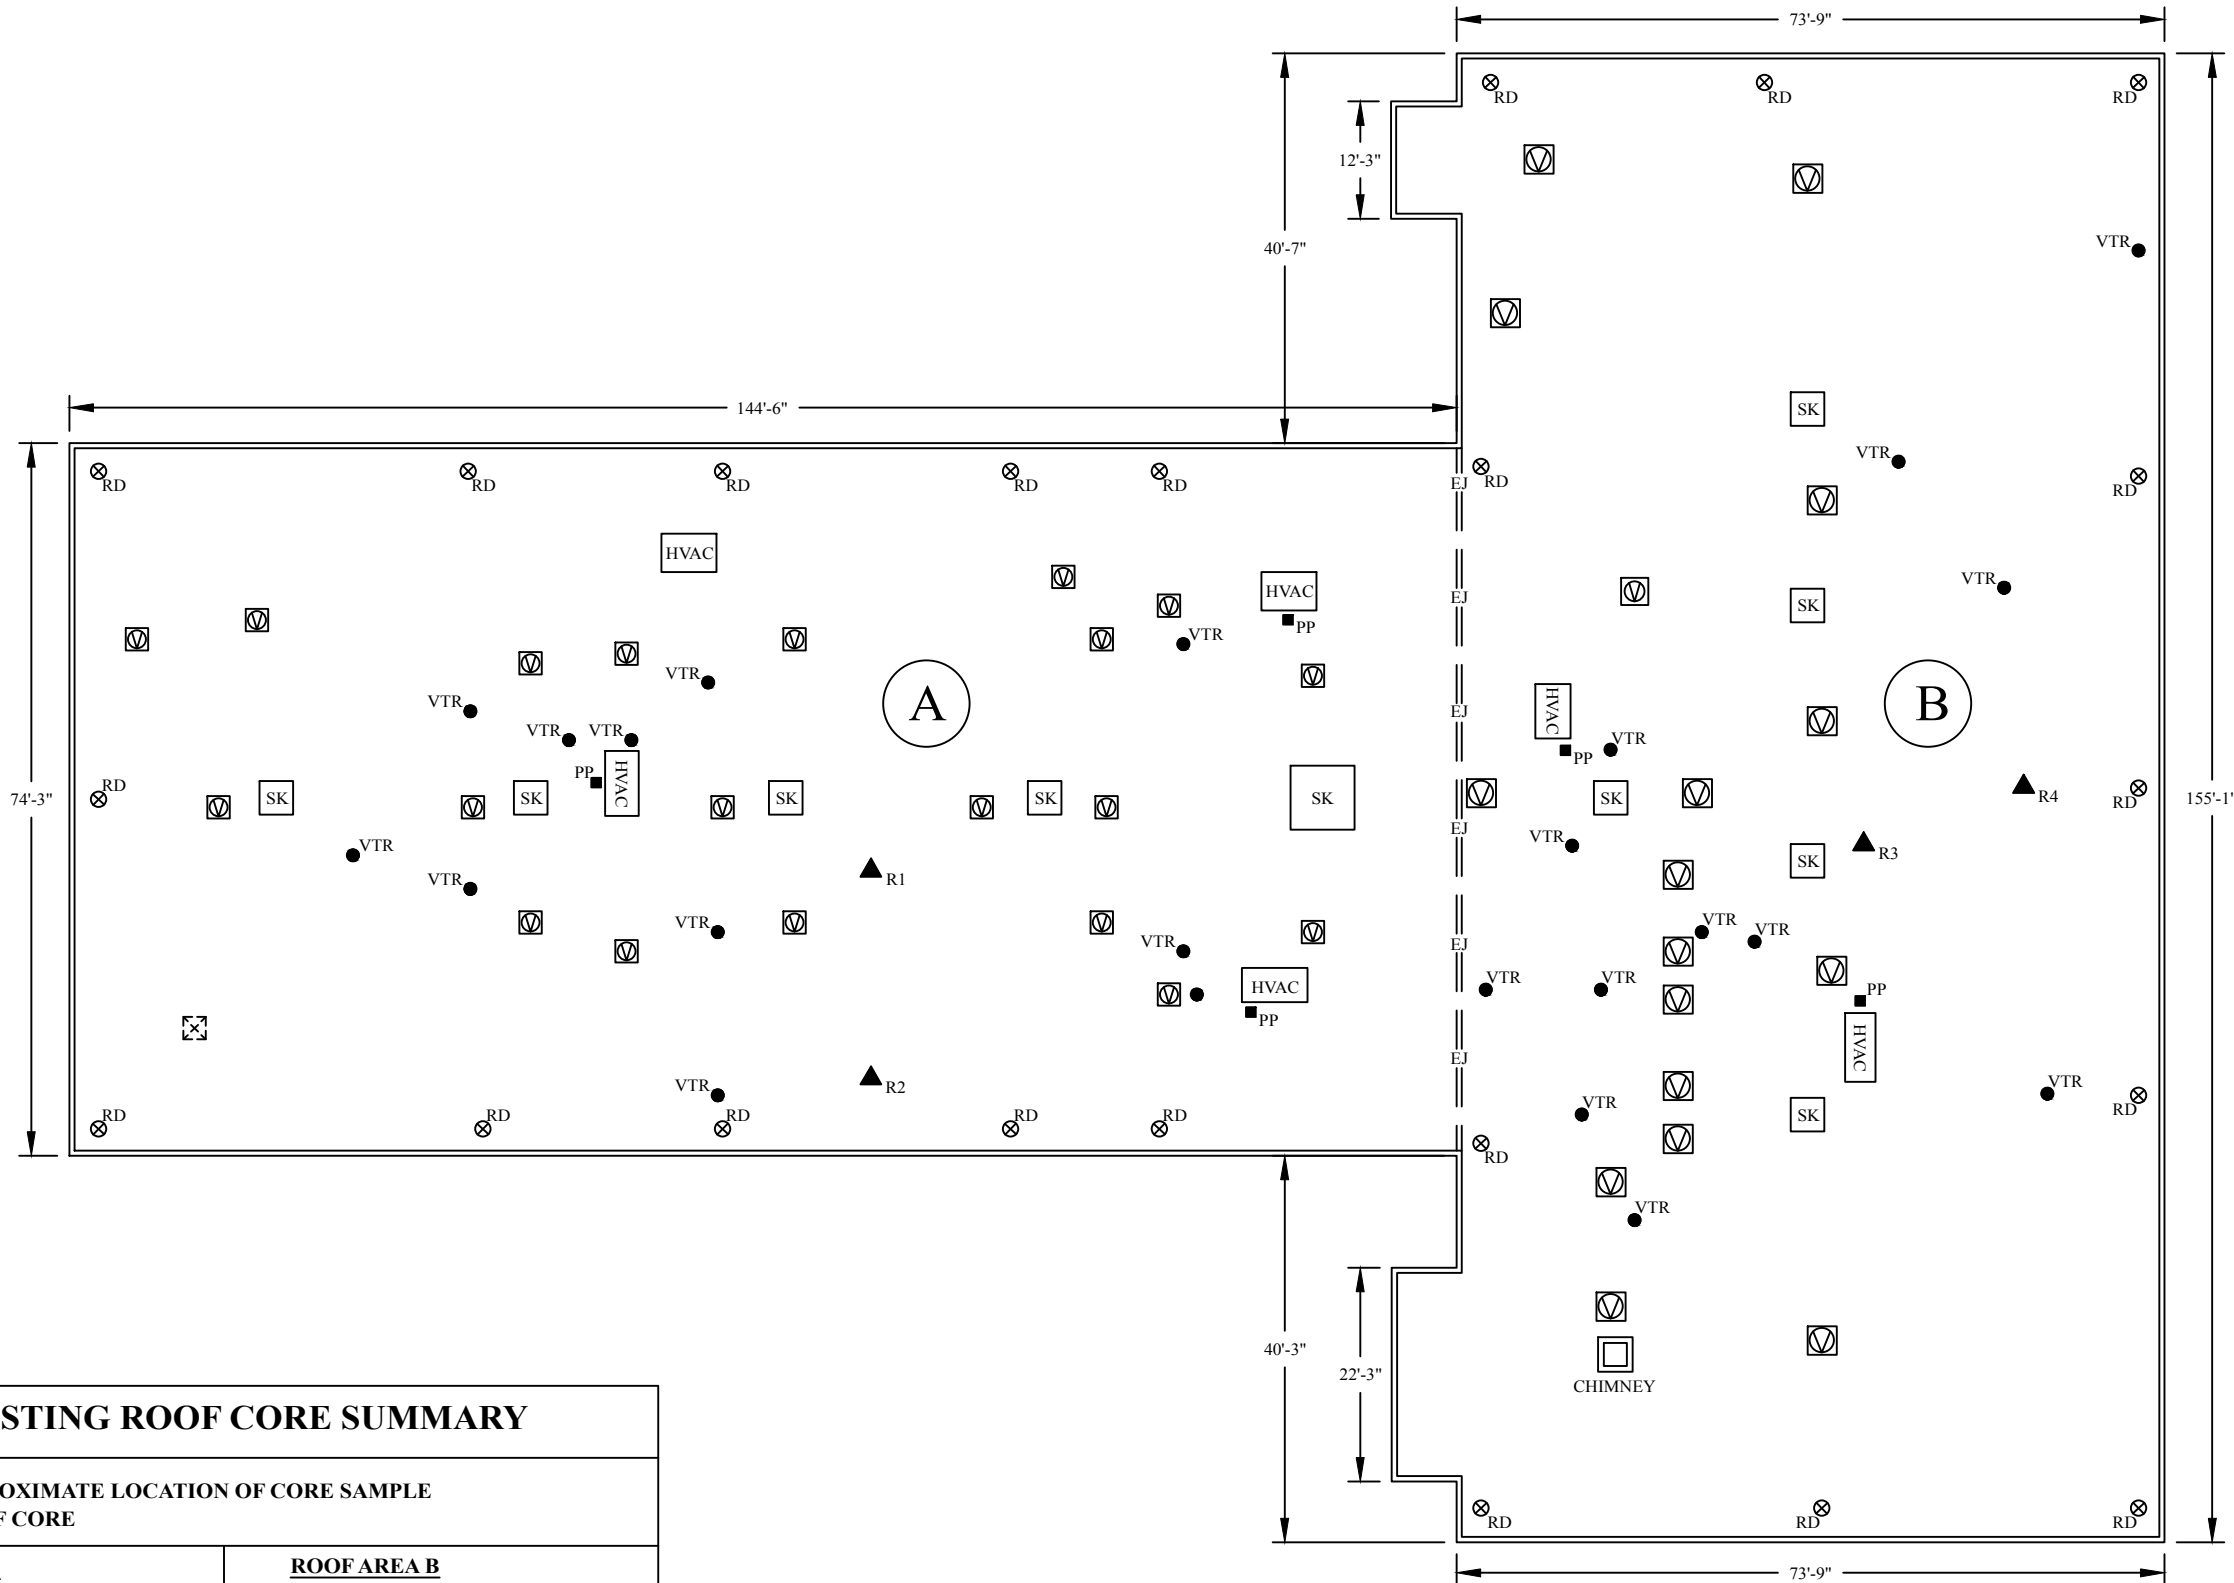 73'-9"
RD
RD
RD
12'-3"
V
V
VTR
40'-7"
V
144'-6"
SK
VTR
RD
RD
RD
RD
RD
EJ
RD
RD
V
HVAC
V
VTR
HVAC
EJ
V
SK
V
V
PP
V
V
V
VTR
V
V
VTR
V
A
HVAC
B
VTR
EJ
V
VTR
VTR
PP
VTR
PP
HVAC
74'-3"
RD
V
SK
V
SK
V
SK
V
SK
V
SK
V
SK
V
R4
RD
155'-1'
EJ
VTR
VTR
R3
SK
R1
V
VTR
V
V
V
V
VTR
VTR
VTR
V
VTR
EJ
V
V
V
HVAC
VTR
VTR
PP
V
PP
V
HVAC
EJ
R2
V
VTR
VTR
RD
VTR
SK
RD
RD
RD
RD
RD
V
RD
V
VTR
V
40'-3"
22'-3"
V
CHIMNEY
STING ROOF CORE SUMMARY
OXIMATE LOCATION OF CORE SAMPLE
F CORE
RD
RD
RD
ROOF AREA B
73'-9"